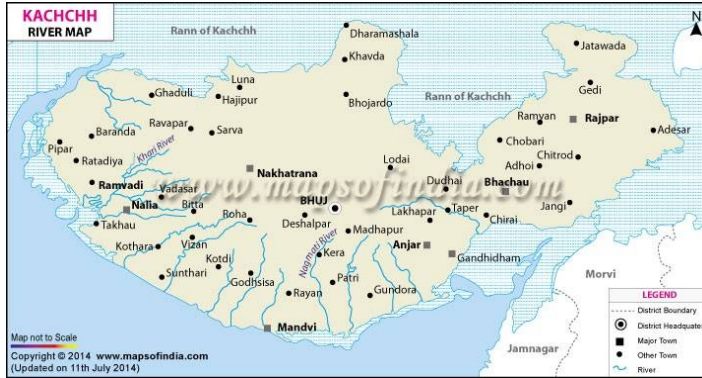 KACHCHH
RIVER MAP
N
Rann of Kachchh
Dharamashala
Jatawada
Khavda
Luna
Ghaduli
Hajipur
Bhojardo
Rann of Kachchh
Gedi
Ravapar
Sarva
Ramvan
Rajpar
Baranda
Khari River
Chobari
Adesar
Pipar
Ratadiya
Nakhatrana
Lodai
Adhoi
Chitrod
Ramvadi
Vadasar
Dudhai
Bhachau
www.mapsofindia.com
Nalia
Bitta
Roha
BHUJ
Deshalpar
Lakhapar
Taper
Chirai
Jangi
Takhau
Madhapur
Kothara
Vizan
Nagmati River
Kera
Anjar
Gandhidham
Kotdi
Sunthari
Godhsisa
Patri
Rayan
Gundora
Morvi
Mandvi
Jamnagar
LEGEND
District Boundary
District Headquater
Major Town
Other Town
River
Map not to Scale
Copyright © 2014 www.mapsofindia.com
(Updated on 11th July 2014)